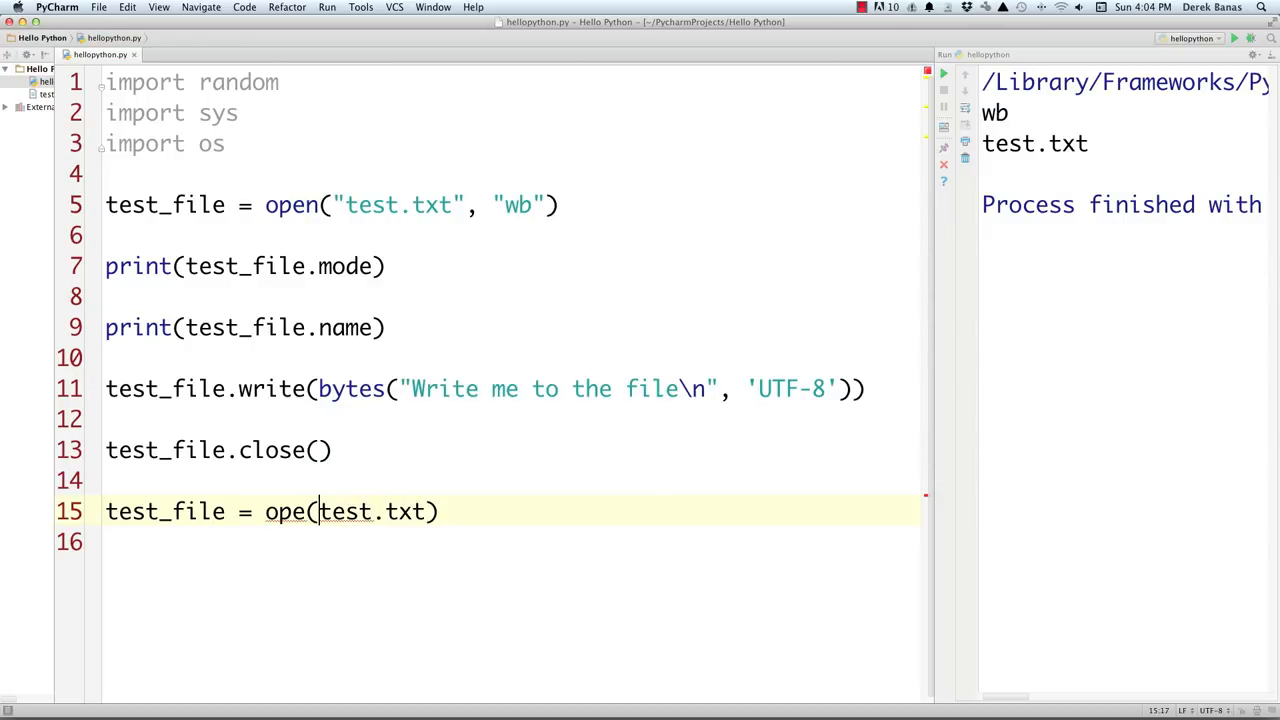 PyCharm File Edit View Navigate Code Refactor Run Tools VCS Window Help 10 Sun 4:04 PM Derek Banas
hellopython.py - [~/PycharmProjects/Hello Python]
Hello Python hellopython.py hellopython
hellopython.py Run hellopython
Hello P
hell
test
Extern
1 import random
2 import sys
3 import os
4
5 test_file = open("test.txt", "wb")
6
7 print(test_file.mode)
8
9 print(test_file.name)
10
11 test_file.write(bytes("Write me to the file\n", 'UTF-8'))
12
13 test_file.close()
14
15 test_file = ope(test.txt)
16
/Library/Frameworks/Py
wb
test.txt
Process finished with
15:17 LF UTF-8